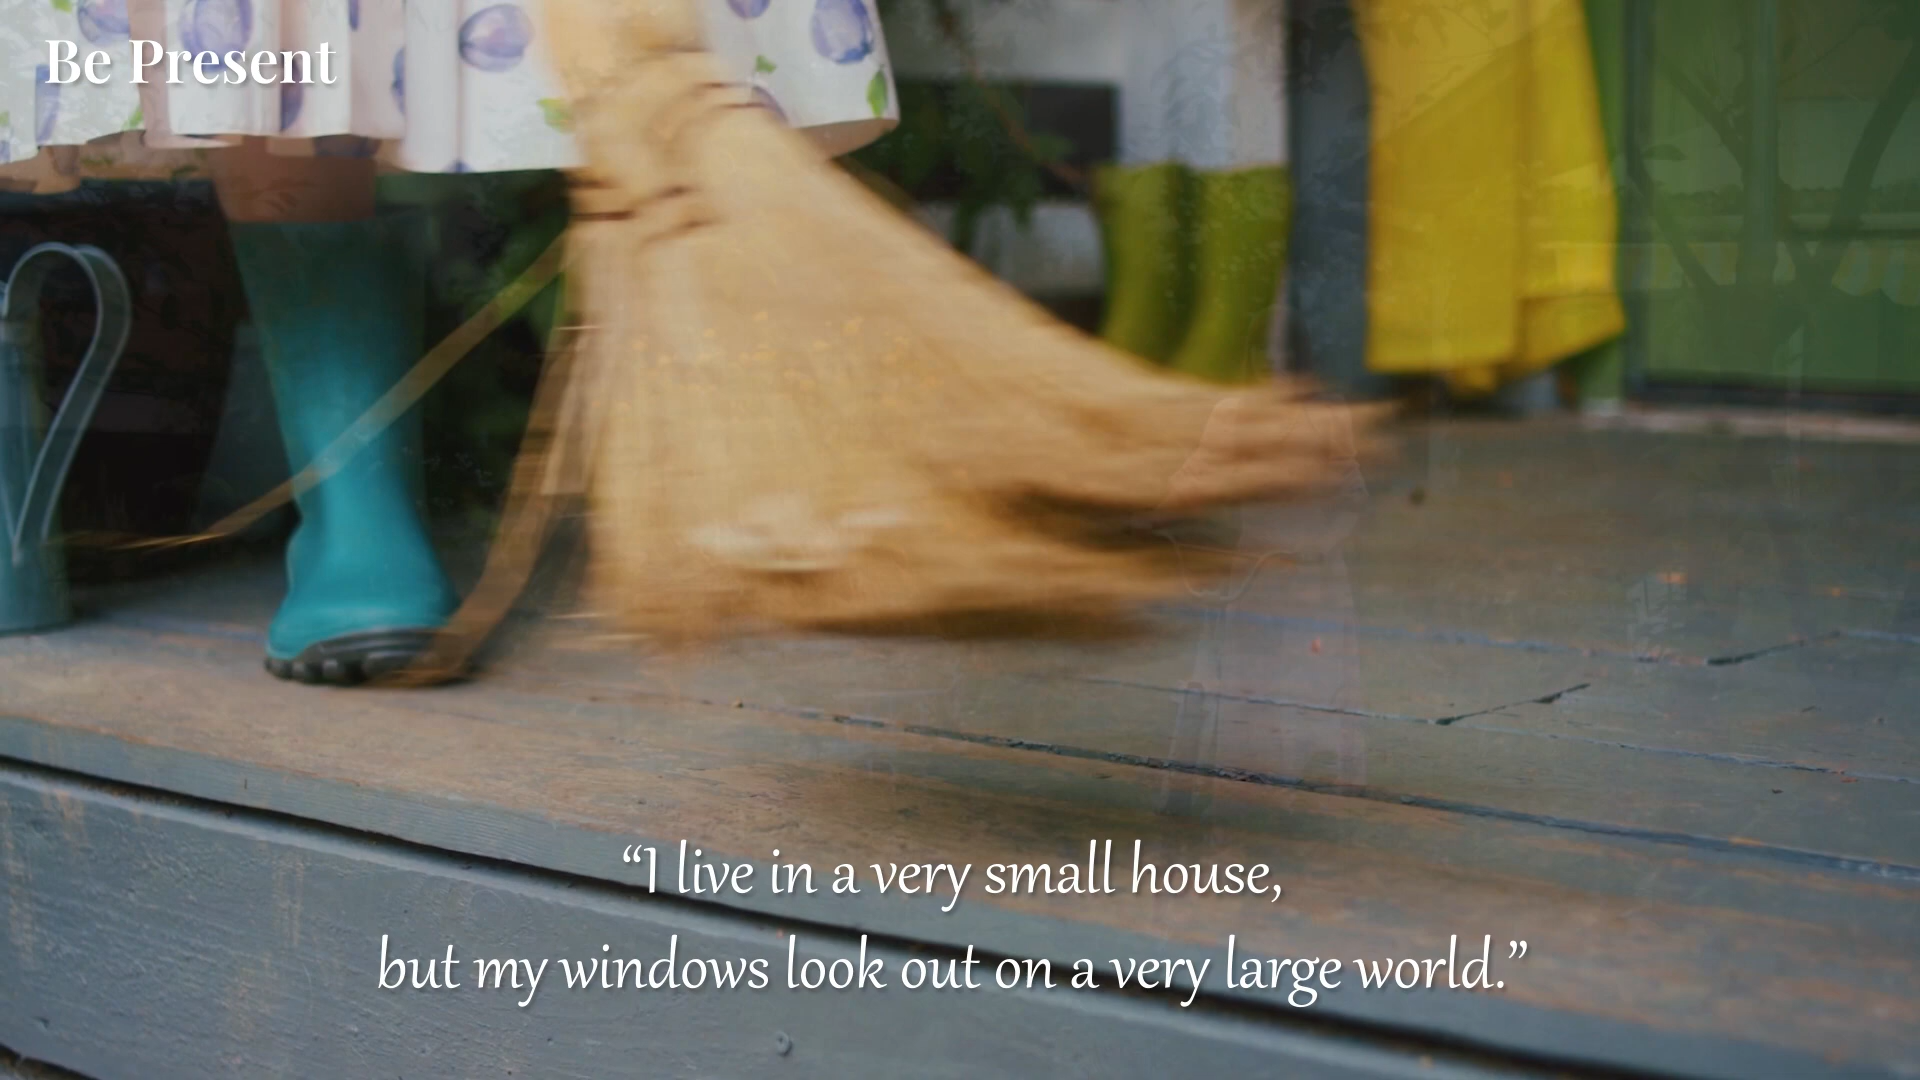 Be Present
“I live in a very small house,
but my windows look out on a very large world.”